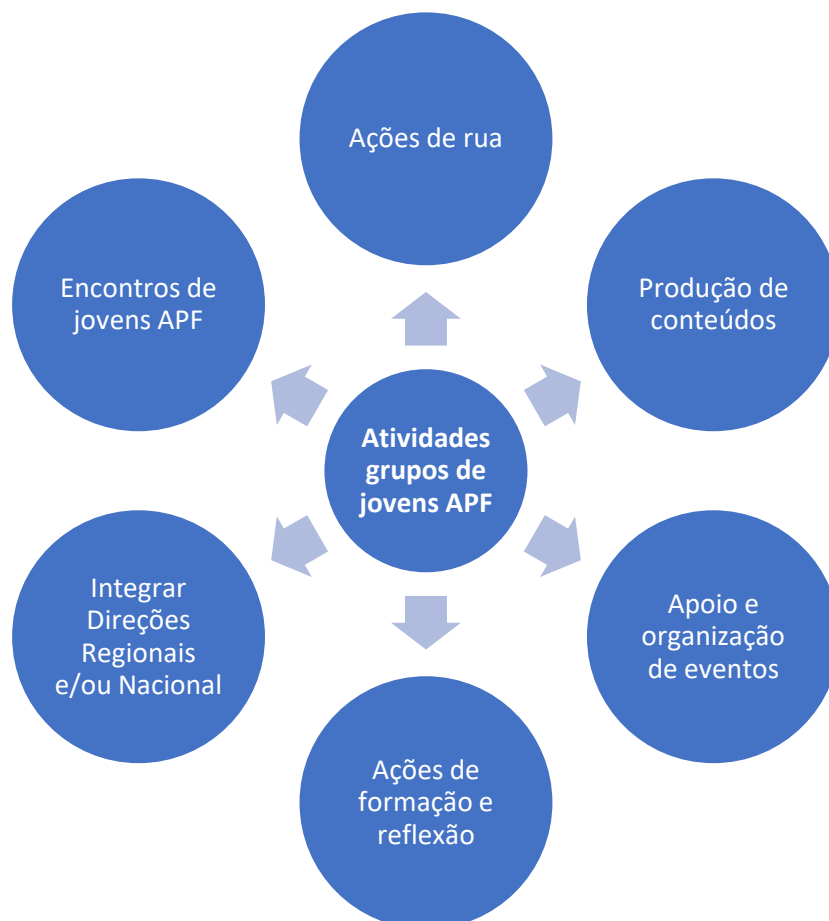 Ações de rua
Encontros de
jovens APF
Produção de
conteúdos
Atividades
grupos de
jovens APF
Integrar
Direções
Regionais
e/ou Nacional
Apoio e
organização
de eventos
Ações de
formação e
reflexão